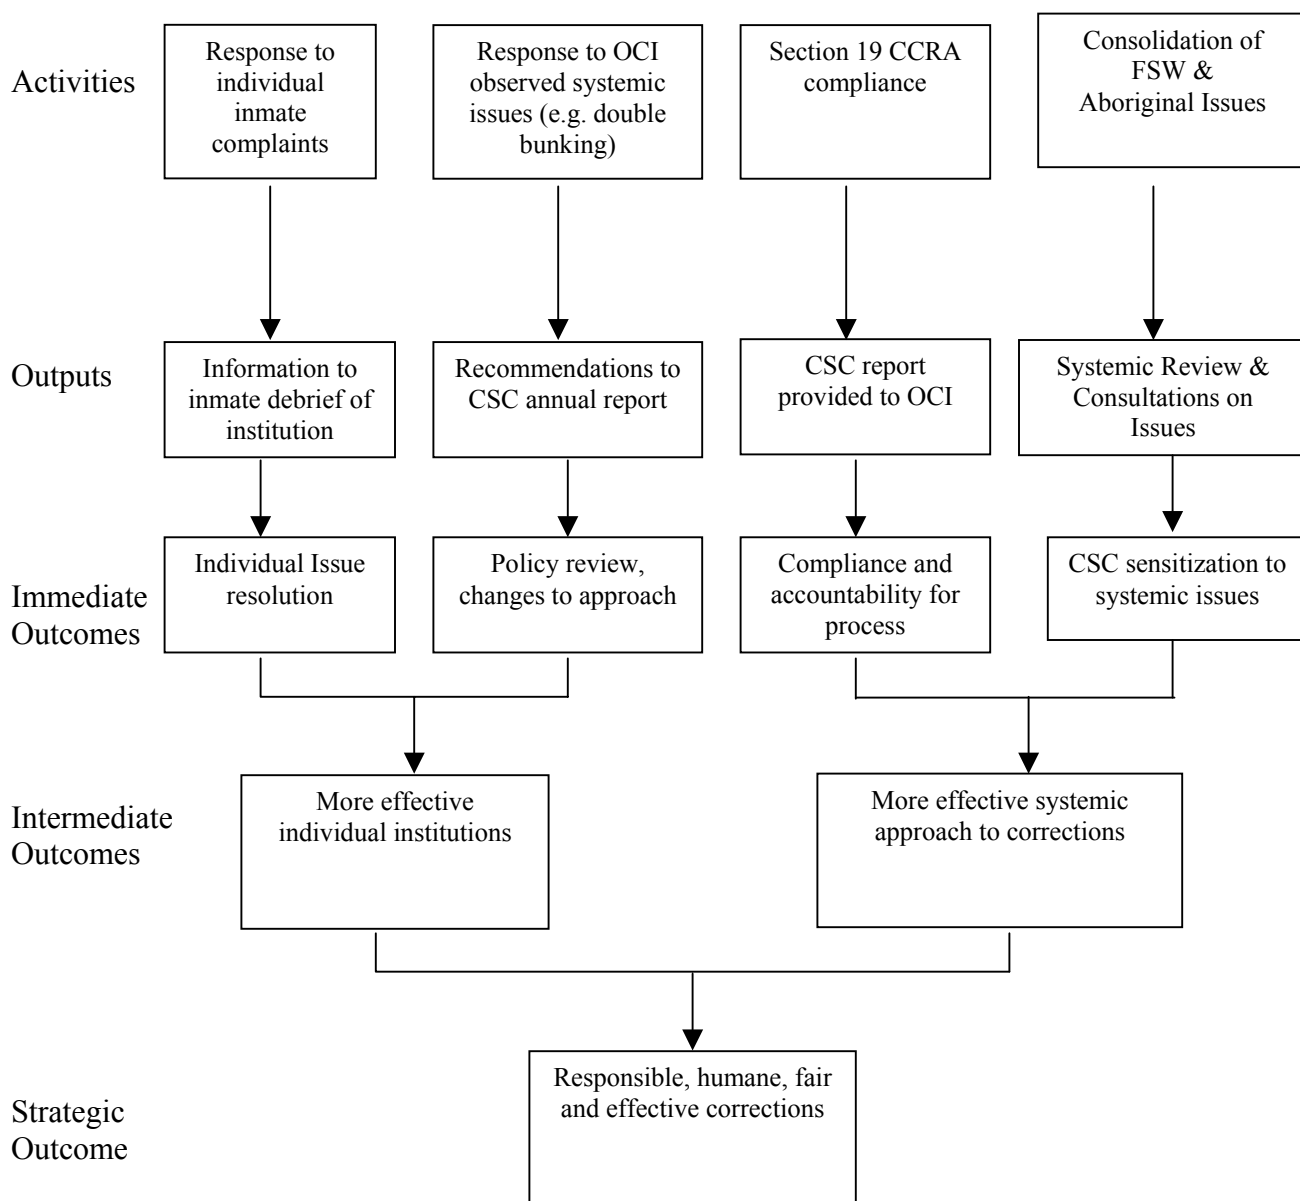 Activities
Response to
individual
inmate
complaints
Response to OCI
observed systemic
issues (e.g. double
bunking)
Section 19 CCRA
compliance
Consolidation of
FSW &
Aboriginal Issues
Outputs
Information to
inmate debrief of
institution
Recommendations to
CSC annual report
CSC report
provided to OCI
Systemic Review &
Consultations on
Issues
Immediate
Outcomes
Individual Issue
resolution
Policy review,
changes to approach
Compliance and
accountability for
process
CSC sensitization to
systemic issues
Intermediate
Outcomes
More effective
individual institutions
More effective systemic
approach to corrections
Strategic
Outcome
Responsible, humane, fair
and effective corrections